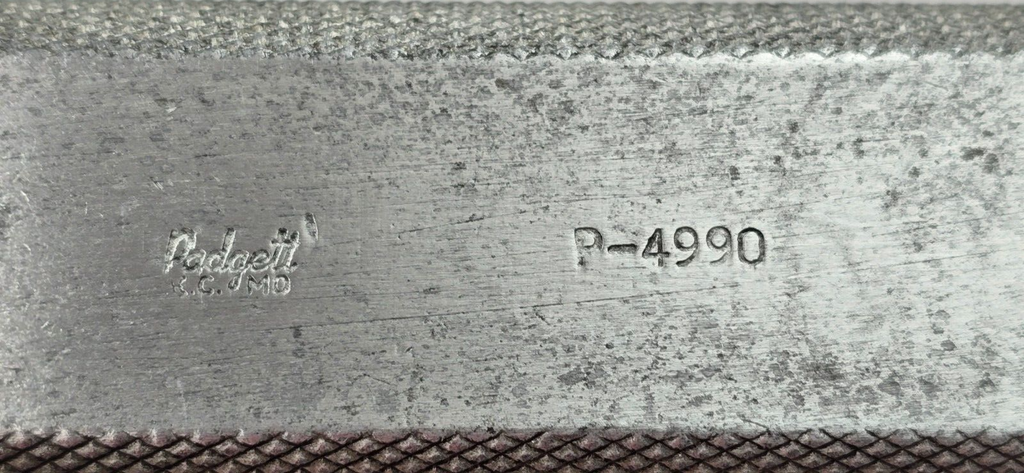 Padgett
K.C. MO
P-4990